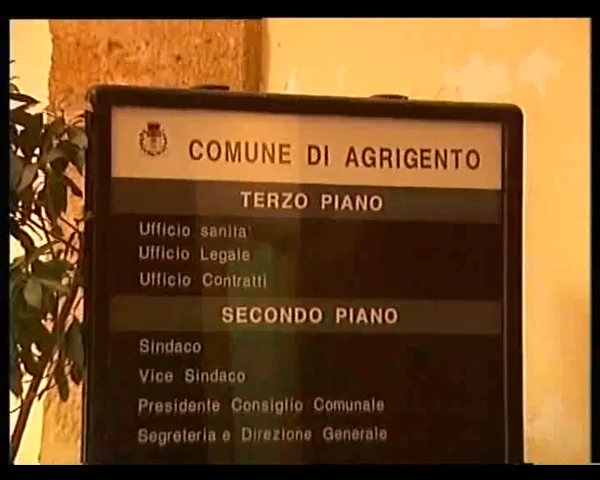 COMUNE DI AGRIGENTO
TERZO PIANO
Ufficio sanita'
Ufficio Legale
Ufficio Contratti
SECONDO PIANO
Sindaco
Vice Sindaco
Presidente Consiglio Comunale
Segreteria e Direzione Generale